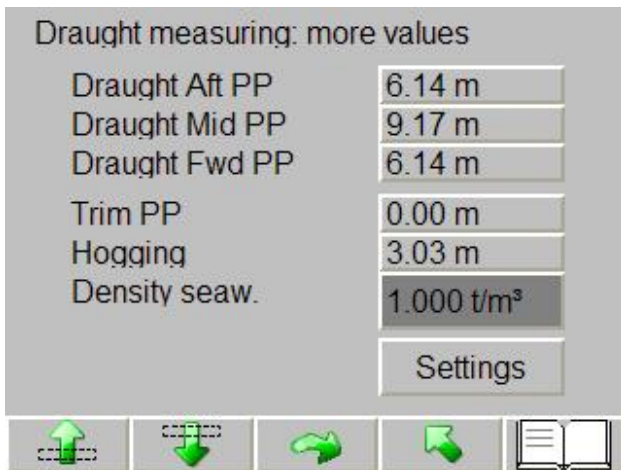 Draught measuring: more values
Draught Aft PP 6.14 m
Draught Mid PP 9.17 m
Draught Fwd PP 6.14 m
Trim PP 0.00 m
Hogging 3.03 m
Density seaw. 1.000 t/m³
Settings